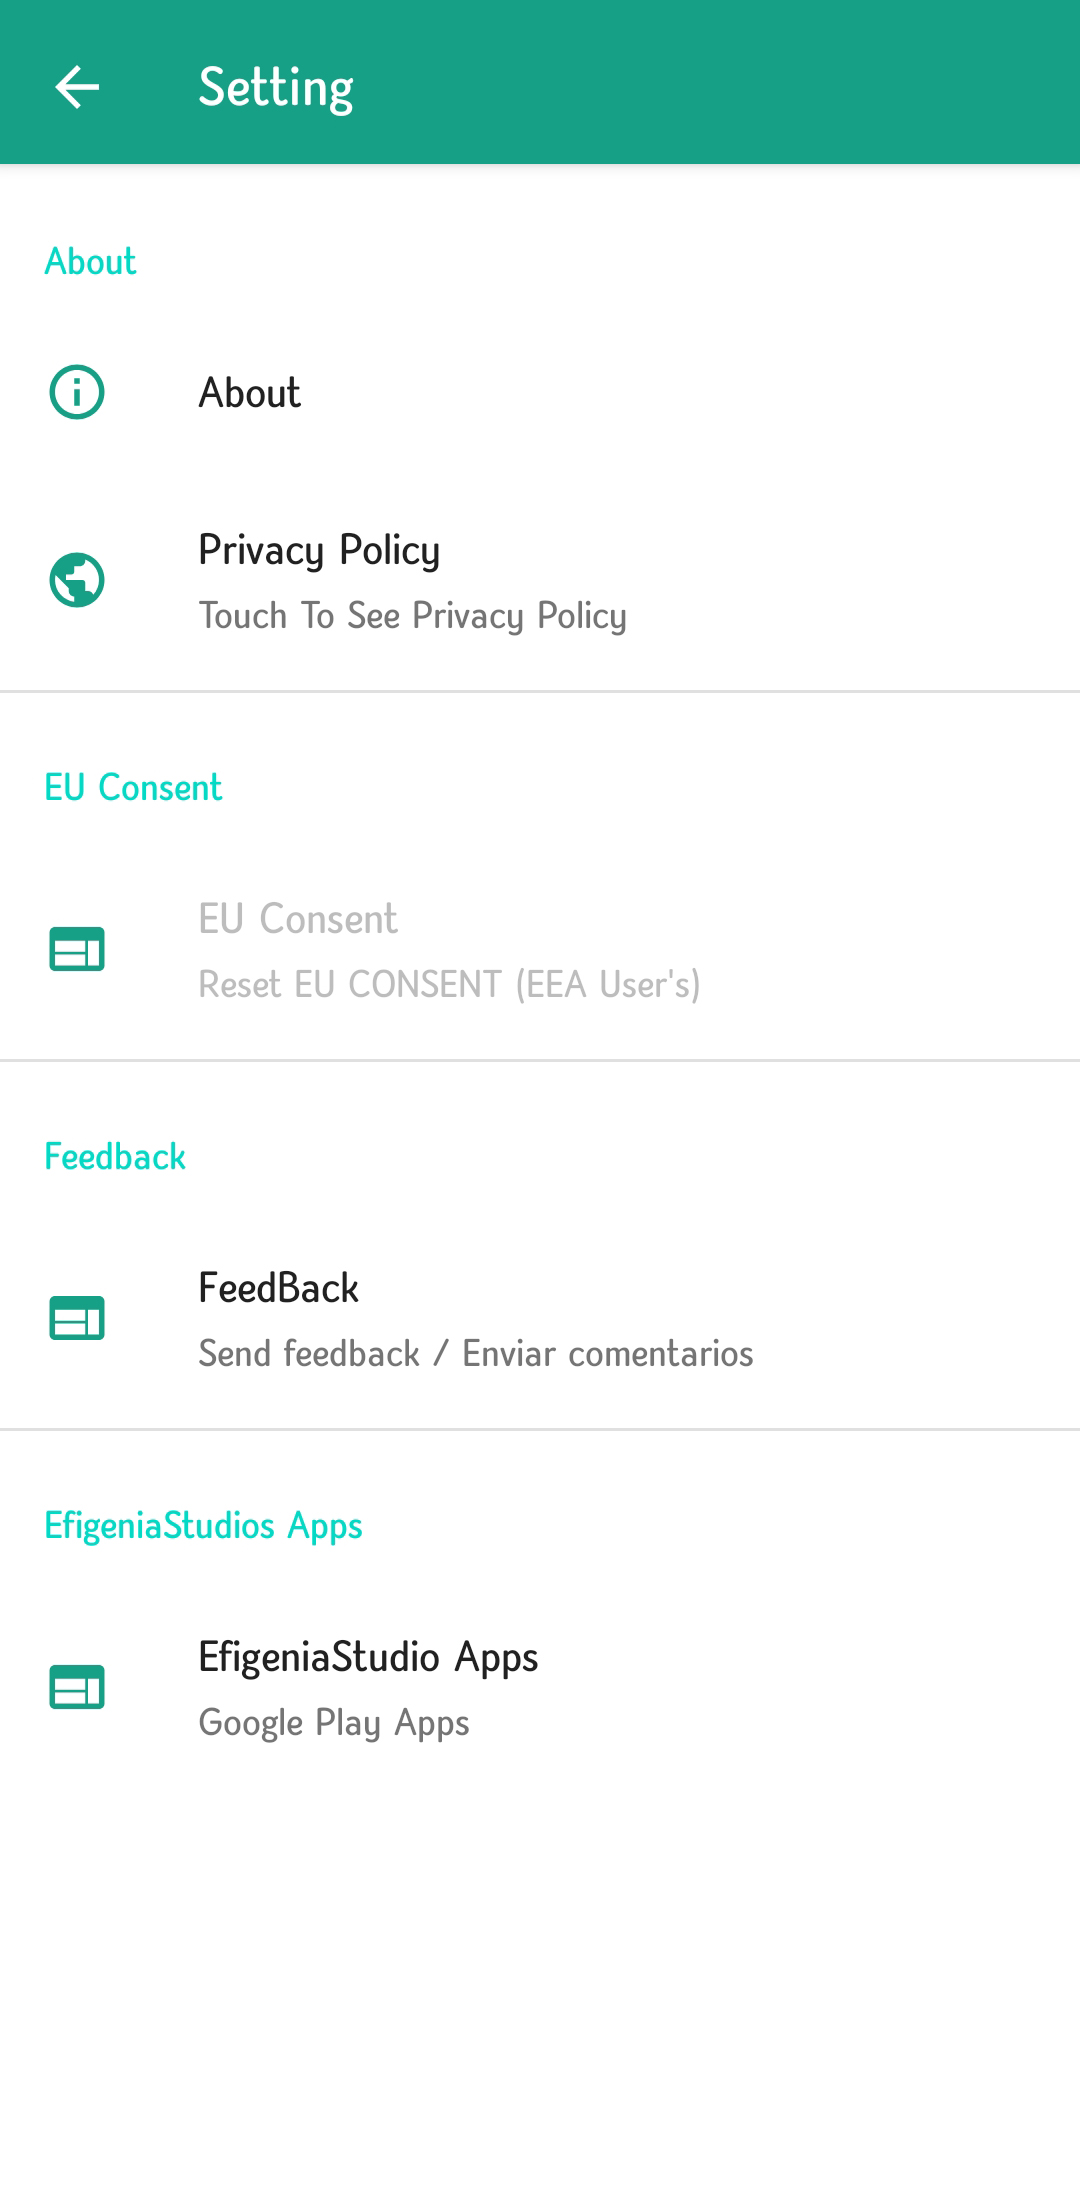 Setting
About
About
Privacy Policy
Touch To See Privacy Policy
EU Consent
EU Consent
Reset EU CONSENT (EEA User's)
Feedback
FeedBack
Send feedback / Enviar comentarios
EfigeniaStudios Apps
EfigeniaStudio Apps
Google Play Apps